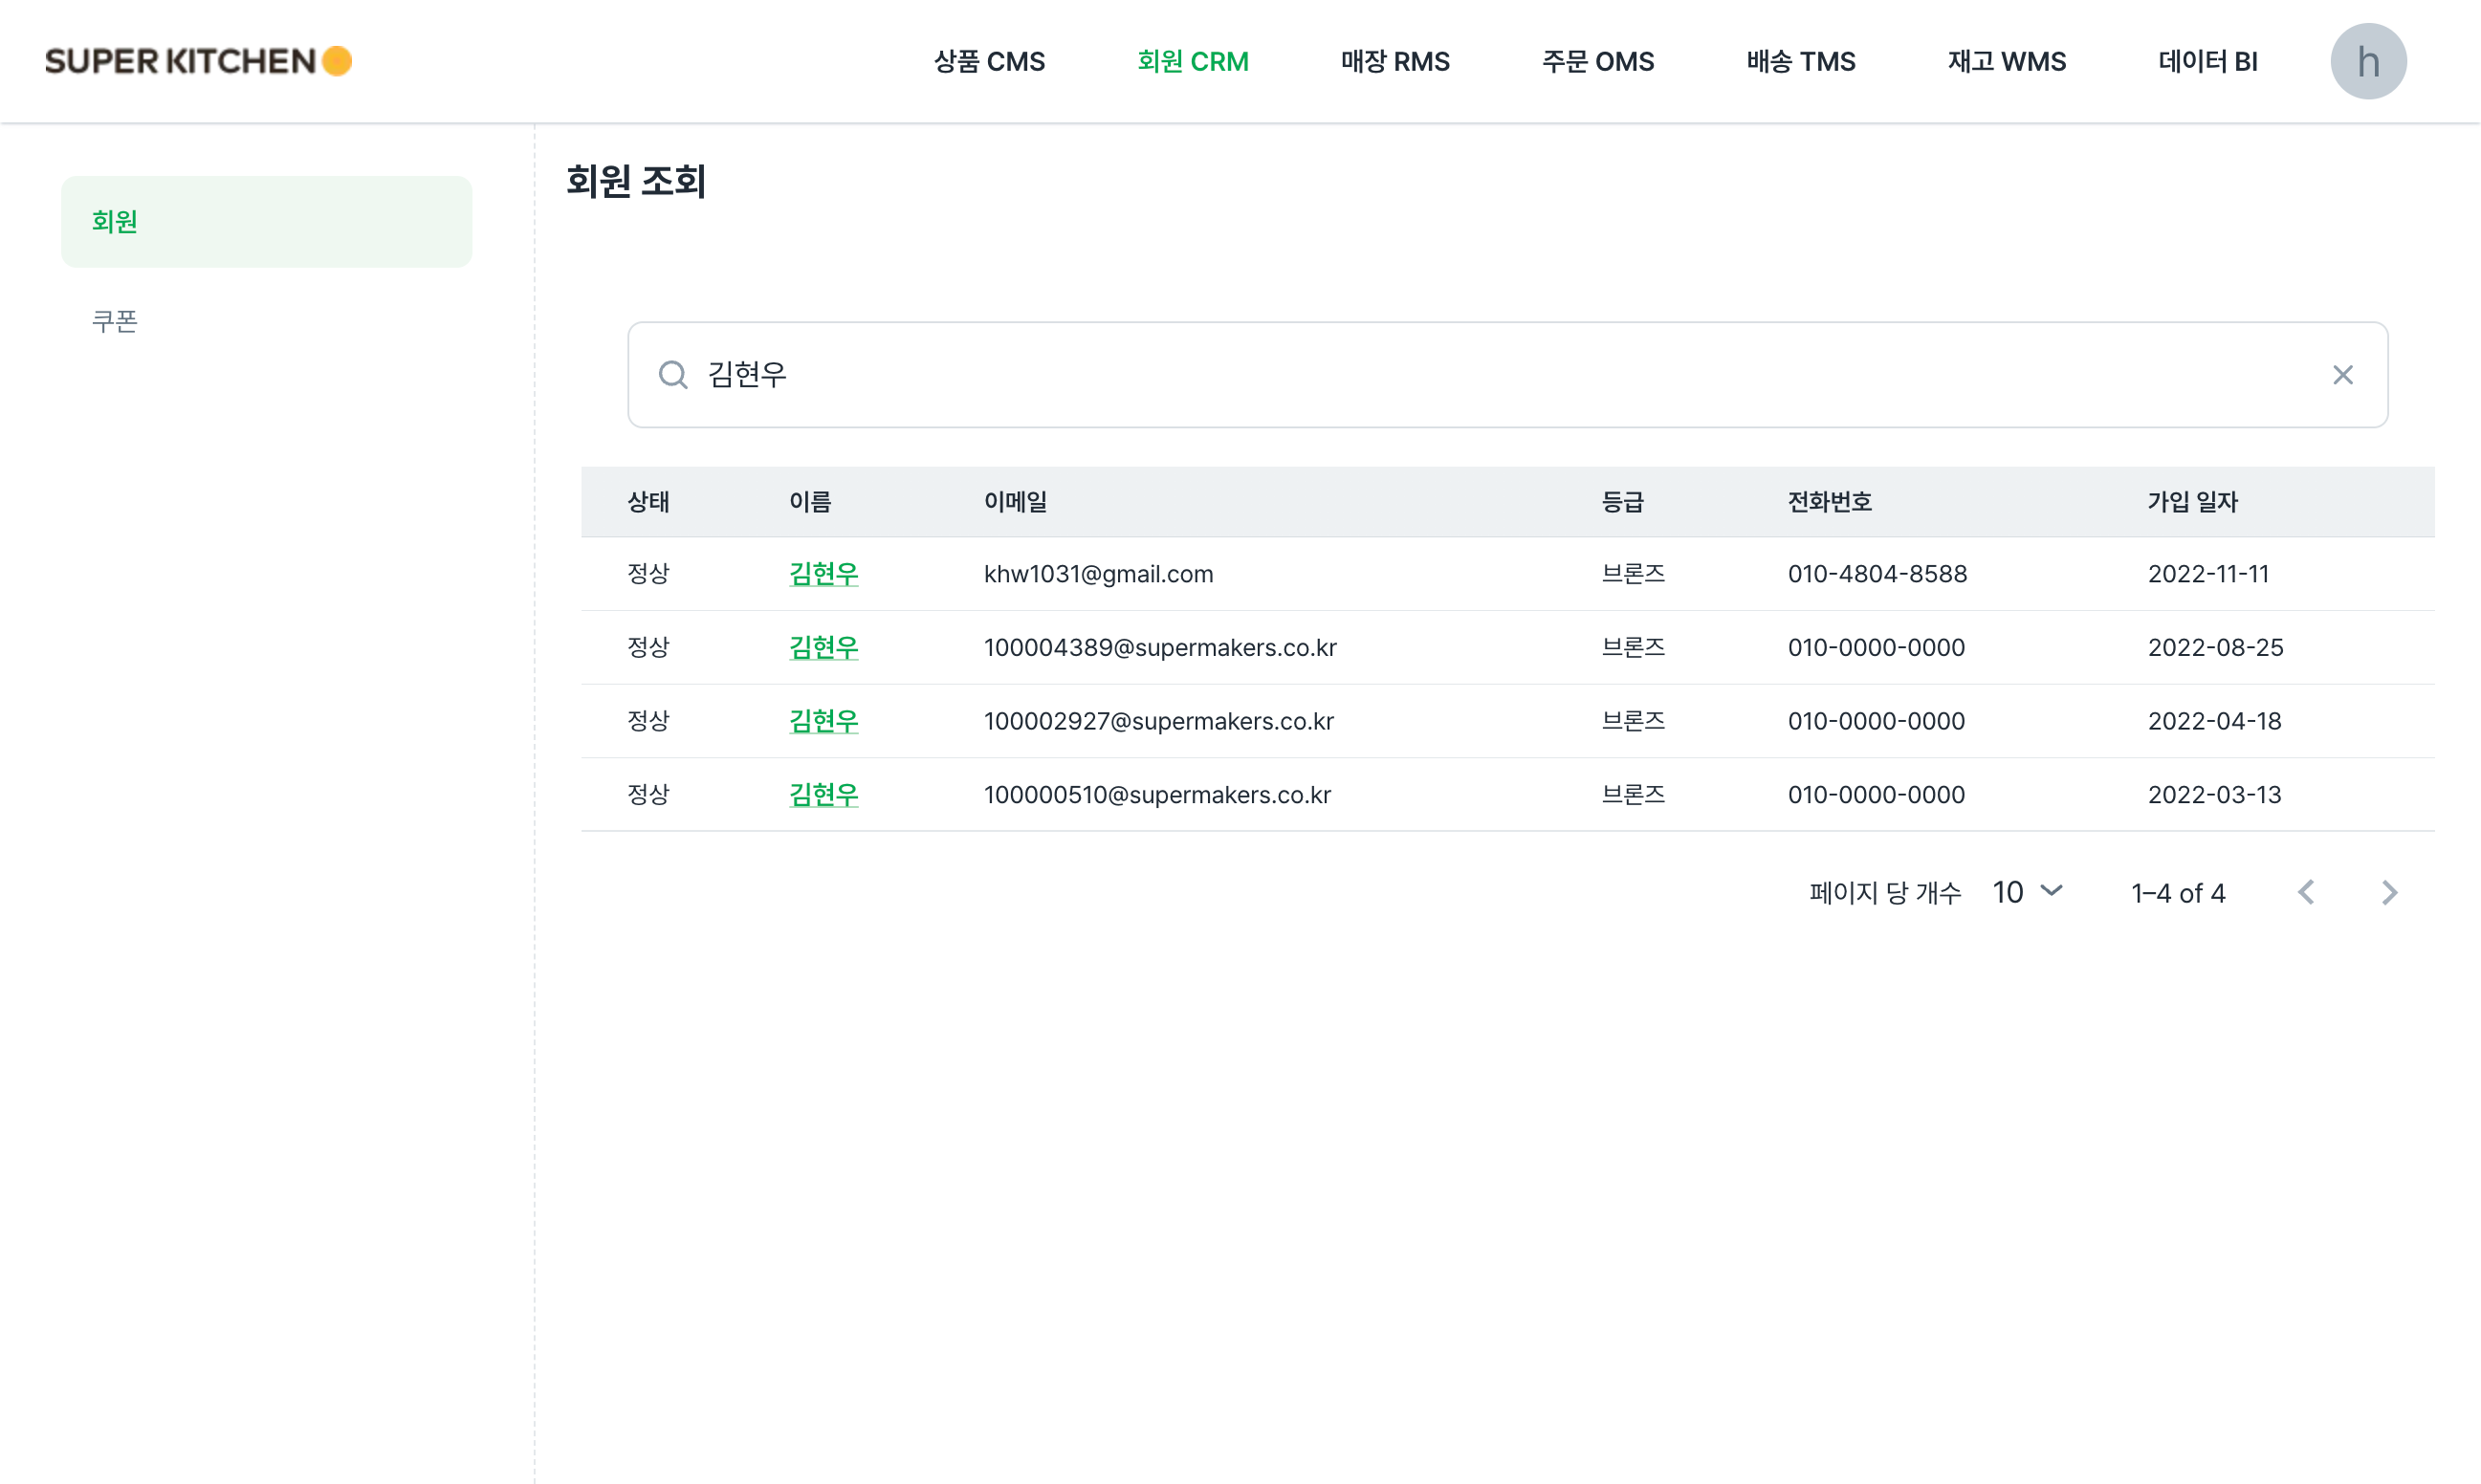 SUPER KITCHEN
상품 CMS 회원 CRM 매장 RMS 주문 OMS 배송 TMS 재고 WMS 데이터 BI h
회원
쿠폰
회원 조회
김현우
상태 이름 이메일 등급 전화번호 가입 일자
정상 김현우 khw1031@gmail.com 브론즈 010-4804-8588 2022-11-11
정상 김현우 100004389@supermakers.co.kr 브론즈 010-0000-0000 2022-08-25
정상 김현우 100002927@supermakers.co.kr 브론즈 010-0000-0000 2022-04-18
정상 김현우 100000510@supermakers.co.kr 브론즈 010-0000-0000 2022-03-13
페이지 당 개수 10 1–4 of 4